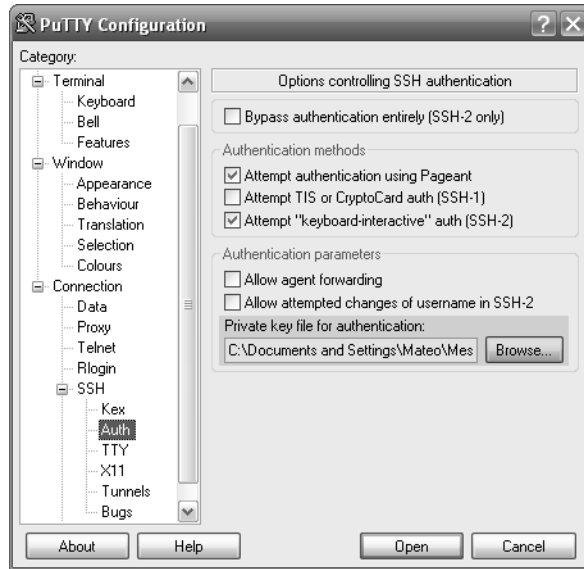 PuTTY Configuration
Category:
Terminal
Keyboard
Bell
Features
Window
Appearance
Behaviour
Translation
Selection
Colours
Connection
Data
Proxy
Telnet
Rlogin
SSH
Kex
Auth
TTY
X11
Tunnels
Bugs
Options controlling SSH authentication
Bypass authentication entirely (SSH-2 only)
Authentication methods
Attempt authentication using Pageant
Attempt TIS or CryptoCard auth (SSH-1)
Attempt "keyboard-interactive" auth (SSH-2)
Authentication parameters
Allow agent forwarding
Allow attempted changes of username in SSH-2
Private key file for authentication:
C:\Documents and Settings\Mateo\Mes
Browse...
About
Help
Open
Cancel